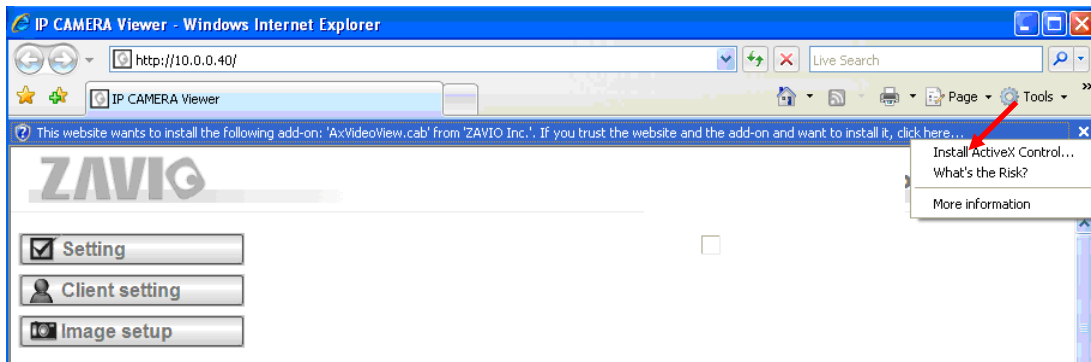 IP CAMERA Viewer - Windows Internet Explorer
http://10.0.0.40/
Live Search
IP CAMERA Viewer
Page
Tools
This website wants to install the following add-on: 'AxVideoView.cab' from 'ZAVIO Inc.'. If you trust the website and the add-on and want to install it, click here...
Install ActiveX Control...
What's the Risk?
More information
ZAVIO
Setting
Client setting
Image setup